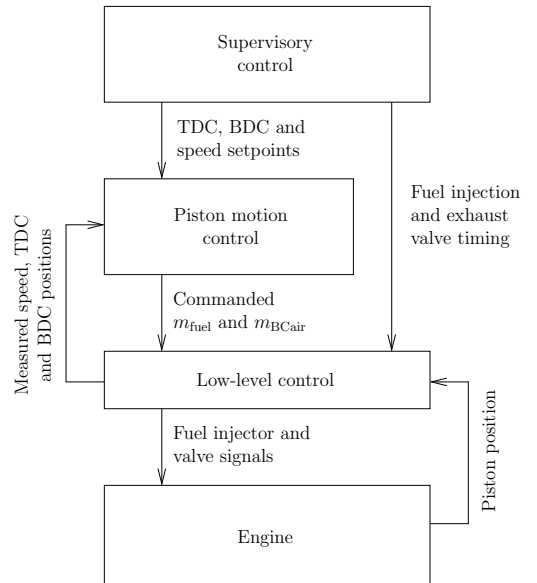 Supervisory
control
TDC, BDC and
speed setpoints
Fuel injection
and exhaust
valve timing
Piston motion
control
Measured speed, TDC
and BDC positions
Commanded
m_fuel and m_BCair
Low-level control
Fuel injector and
valve signals
Piston position
Engine